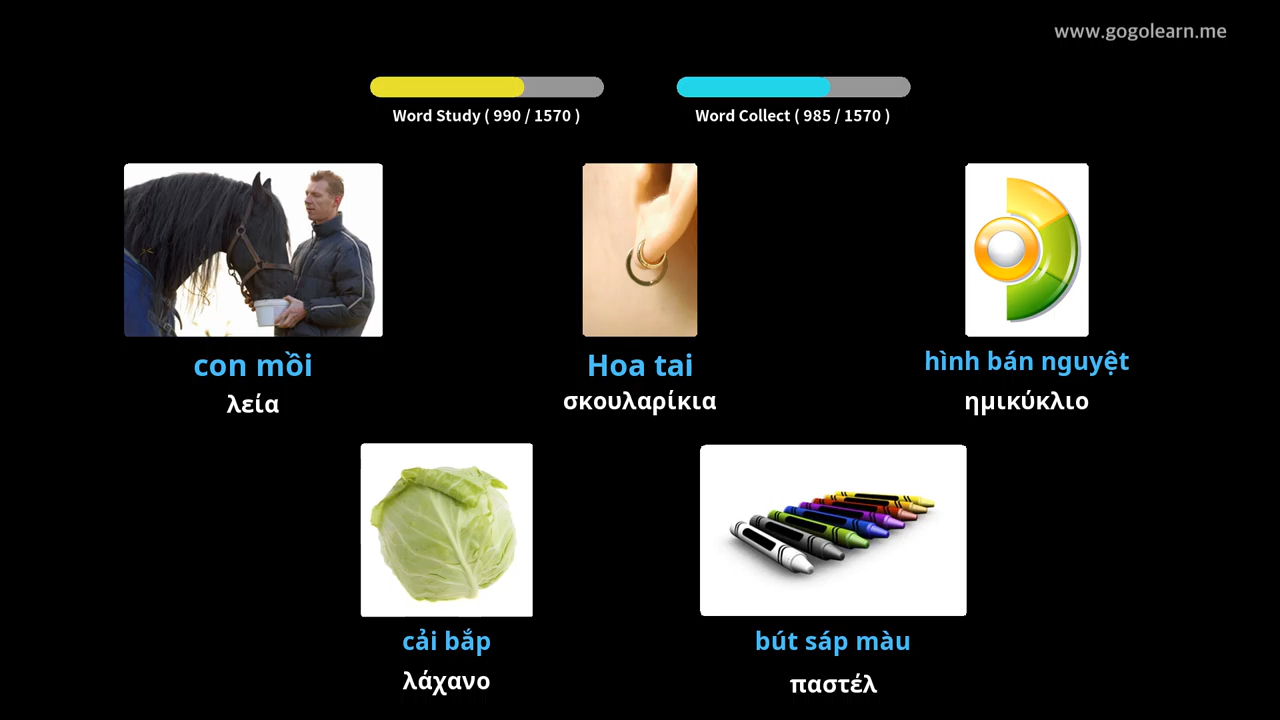 www.gogolearn.me
Word Study ( 990 / 1570 )
Word Collect ( 985 / 1570 )
con mồi
λεία
Hoa tai
σκουλαρίκια
hình bán nguyệt
ημικύκλιο
cải bắp
λάχανο
bút sáp màu
παστέλ